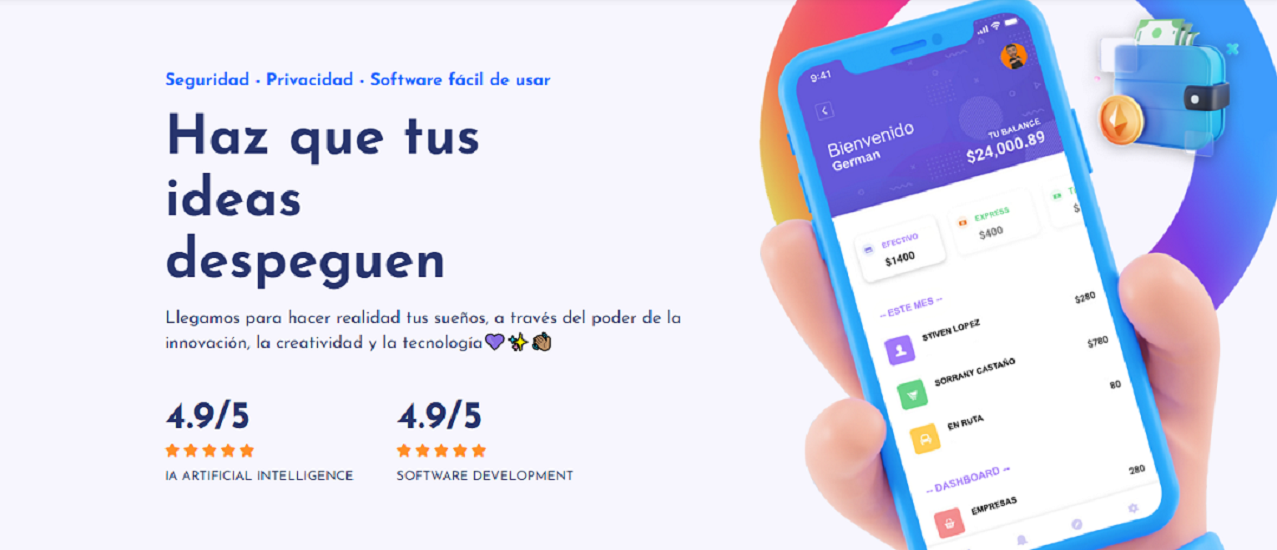 Seguridad · Privacidad · Software fácil de usar
Haz que tus
ideas
despeguen
Llegamos para hacer realidad tus sueños, a través del poder de la
innovación, la creatividad y la tecnología💜✨👏🏽
4.9/5
4.9/5
IA ARTIFICIAL INTELLIGENCE
SOFTWARE DEVELOPMENT
9:41
Bienvenido
German
TU BALANCE
$24,000.89
EFECTIVO
$1400
EXPRESS
$400
-- ESTE MES --
STIVEN LOPEZ
$280
SORRANY CASTAÑO
$780
EN RUTA
80
-- DASHBOARD --
EMPRESAS
280